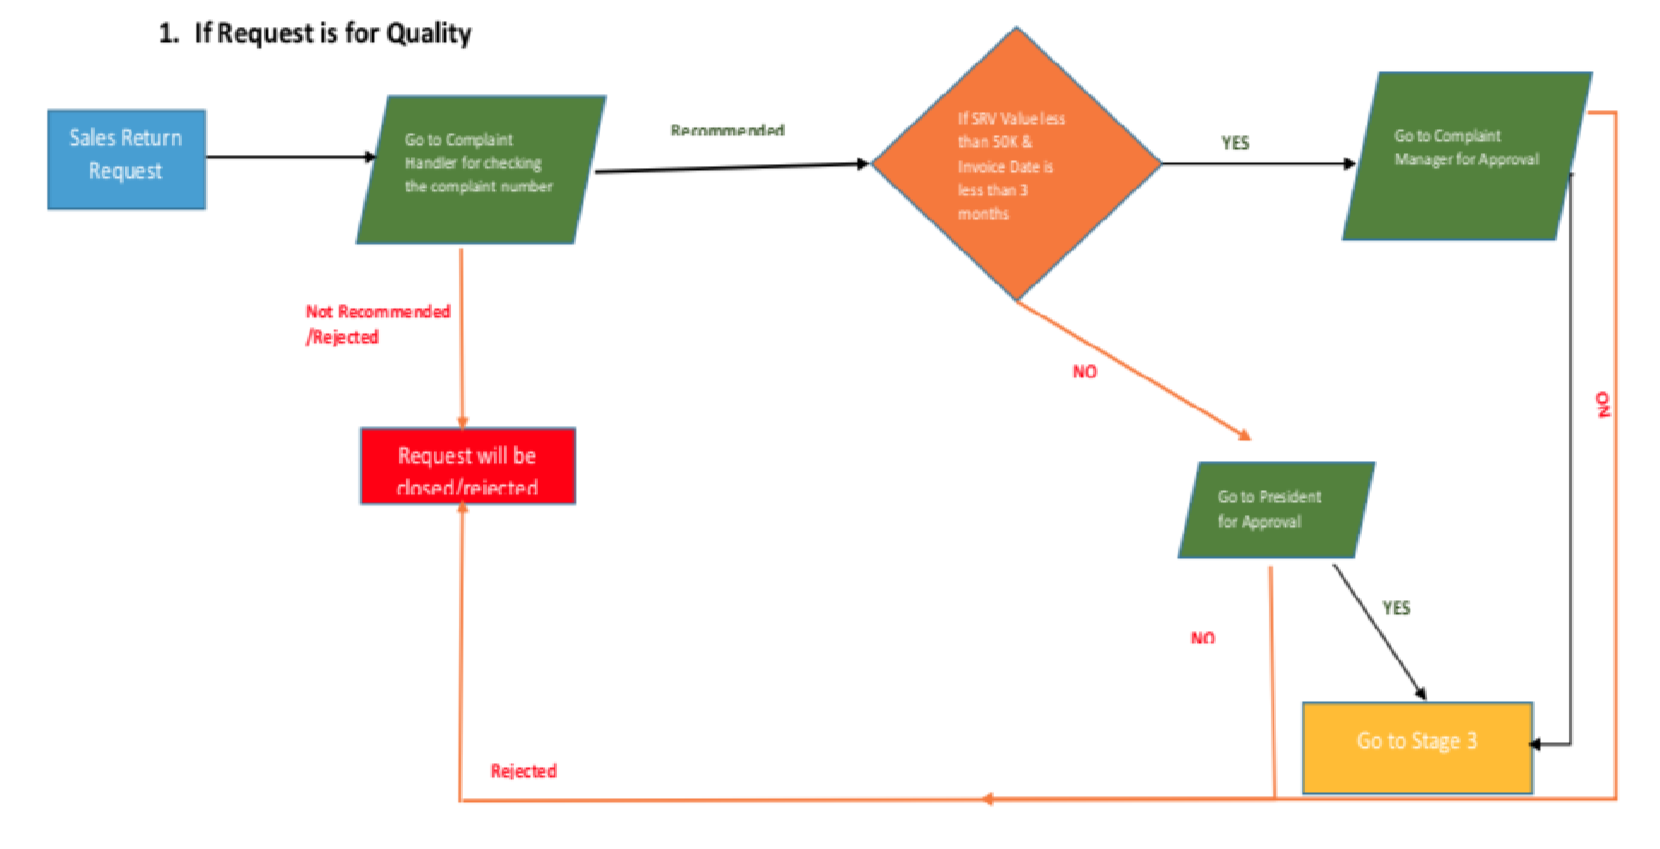 1. If Request is for Quality
Sales Return
Request
Go to Complaint
Handler for checking
the complaint number
Recommended
If SRV Value less
than 50K &
Invoice Date is
less than 3
months
YES
Go to Complaint
Manager for Approval
Not Recommended
/Rejected
NO
NO
Request will be
closed/rejected
Go to President
for Approval
YES
NO
Go to Stage 3
Rejected